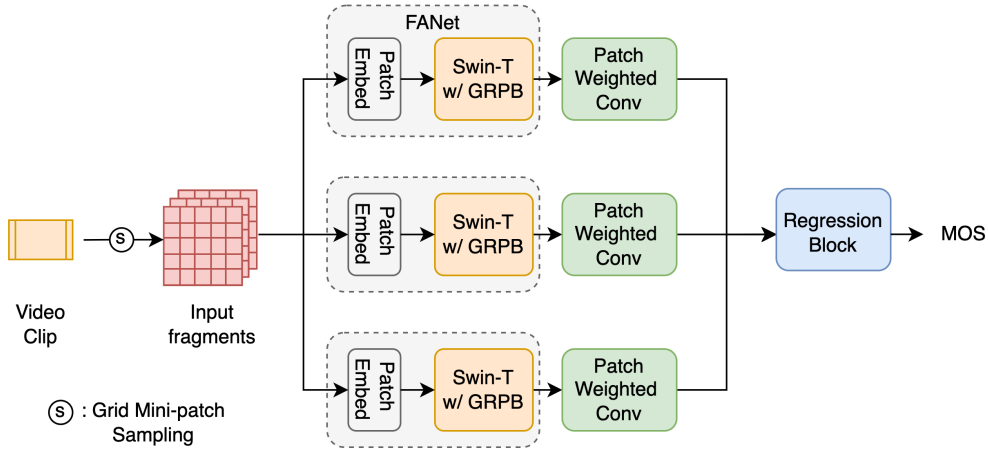 FANet
Patch
Embed
Swin-T
w/ GRPB
Patch
Weighted
Conv
Patch
Embed
Swin-T
w/ GRPB
Patch
Weighted
Conv
Patch
Embed
Swin-T
w/ GRPB
Patch
Weighted
Conv
S
Regression
Block
MOS
Video
Clip
Input
fragments
S : Grid Mini-patch
Sampling